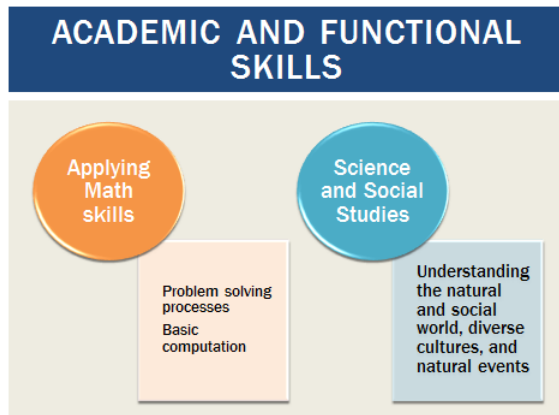 ACADEMIC AND FUNCTIONAL
SKILLS
Applying
Math
skills
Problem solving
processes
Basic
computation
Science
and Social
Studies
Understanding
the natural
and social
world, diverse
cultures, and
natural events